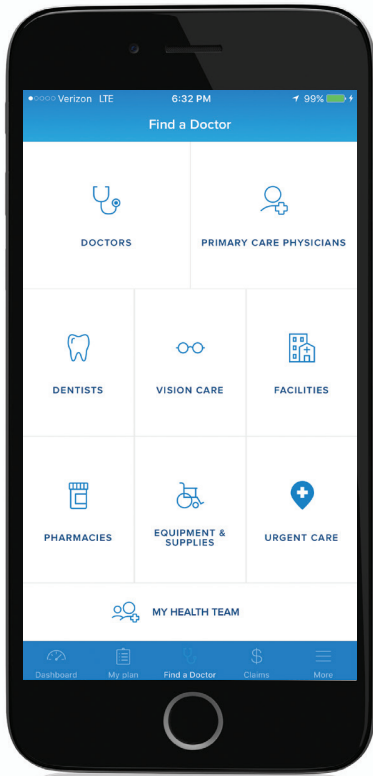 Verizon LTE 6:32 PM 99%
Find a Doctor
DOCTORS
PRIMARY CARE PHYSICIANS
DENTISTS
VISION CARE
FACILITIES
PHARMACIES
EQUIPMENT &
SUPPLIES
URGENT CARE
MY HEALTH TEAM
Dashboard My plan Find a Doctor Claims More